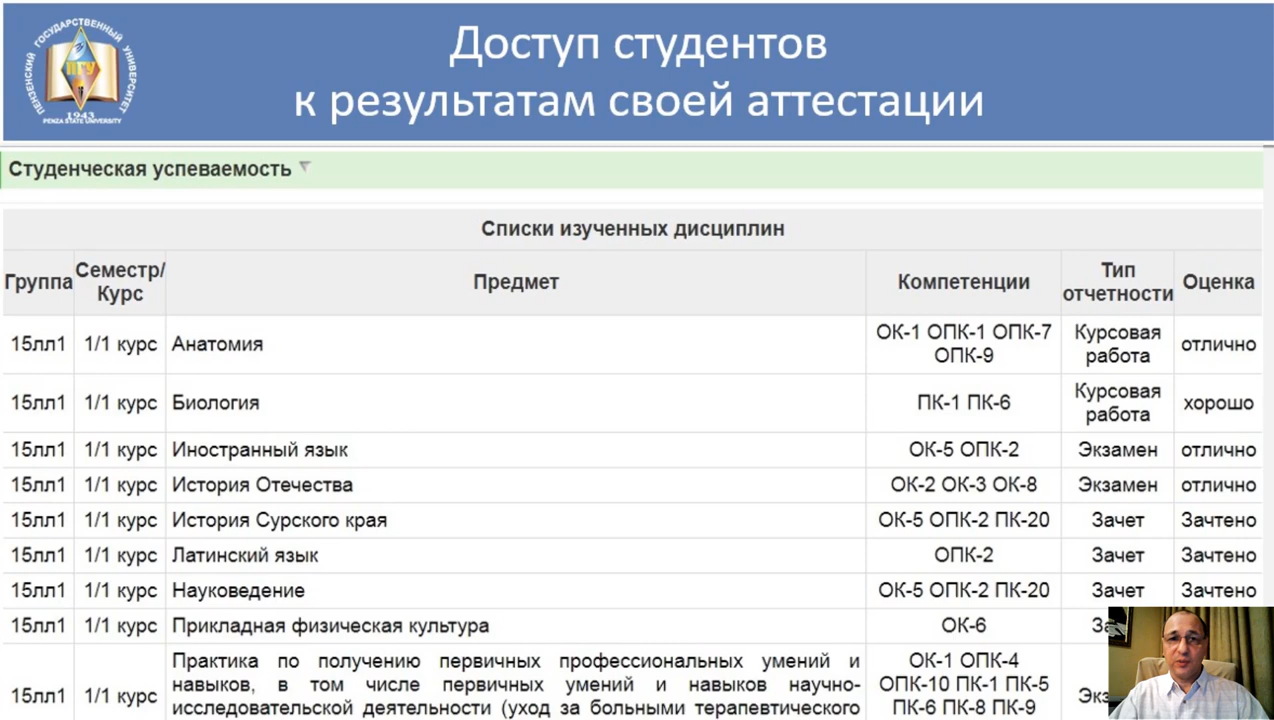 ПЕНЗЕНСКИЙ ГОСУДАРСТВЕННЫЙ УНИВЕРСИТЕТ
ПГУ
1943
PENZA STATE UNIVERSITY
Доступ студентов
к результатам своей аттестации
Студенческая успеваемость
Списки изученных дисциплин
Группа Семестр/ Курс Предмет Компетенции Тип отчетности Оценка
15лл1 1/1 курс Анатомия ОК-1 ОПК-1 ОПК-7 ОПК-9 Курсовая работа отлично
15лл1 1/1 курс Биология ПК-1 ПК-6 Курсовая работа хорошо
15лл1 1/1 курс Иностранный язык ОК-5 ОПК-2 Экзамен отлично
15лл1 1/1 курс История Отечества ОК-2 ОК-3 ОК-8 Экзамен отлично
15лл1 1/1 курс История Сурского края ОК-5 ОПК-2 ПК-20 Зачет Зачтено
15лл1 1/1 курс Латинский язык ОПК-2 Зачет Зачтено
15лл1 1/1 курс Науковедение ОК-5 ОПК-2 ПК-20 Зачет Зачтено
15лл1 1/1 курс Прикладная физическая культура ОК-6
Практика по получению первичных профессиональных умений и ОК-1 ОПК-4
15лл1 1/1 курс навыков, в том числе первичных умений и навыков научно- ОПК-10 ПК-1 ПК-5
исследовательской деятельности (уход за больными терапевтического ПК-6 ПК-8 ПК-9